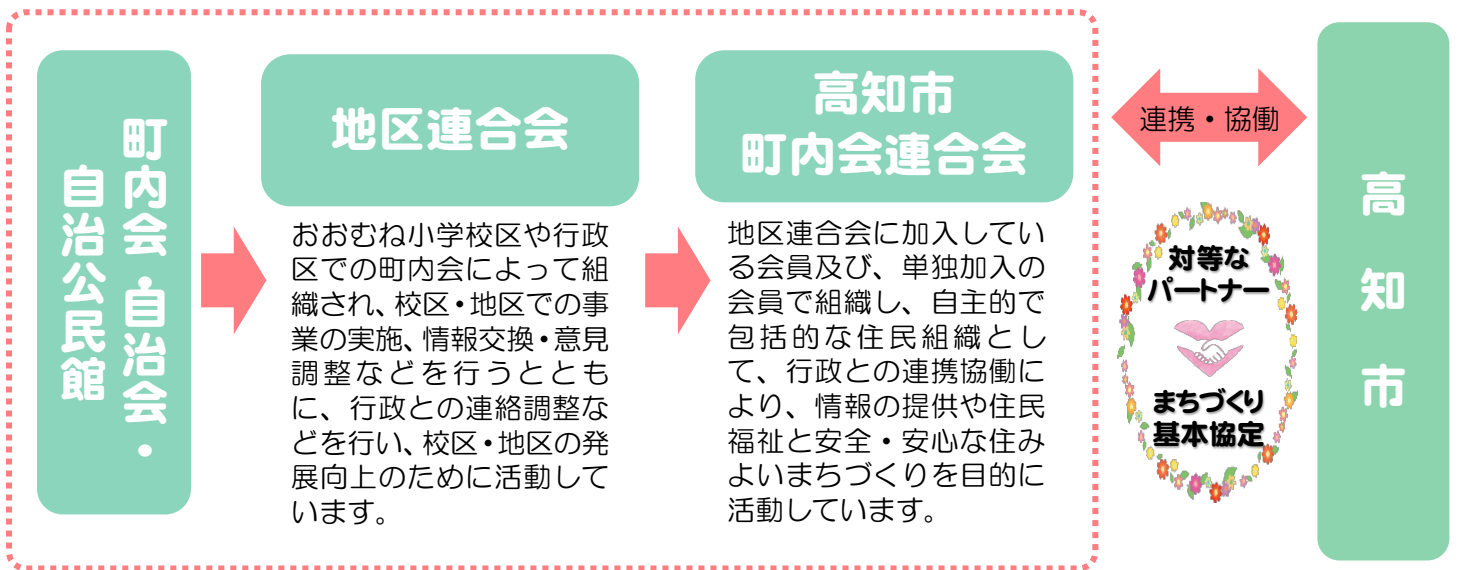 町内会・自治会・
自治公民館
地区連合会
おおむね小学校区や行政
区での町内会によって組
織され、校区・地区での事
業の実施、情報交換・意見
調整などを行うととも
に、行政との連絡調整な
どを行い、校区・地区の発
展向上のために活動して
います。
高知市
町内会連合会
地区連合会に加入してい
る会員及び、単独加入の
会員で組織し、自主的で
包括的な住民組織とし
て、行政との連携協働に
より、情報の提供や住民
福祉と安全・安心な住み
よいまちづくりを目的に
活動しています。
連携・協働
対等な
パートナー
まちづくり
基本協定
高知市